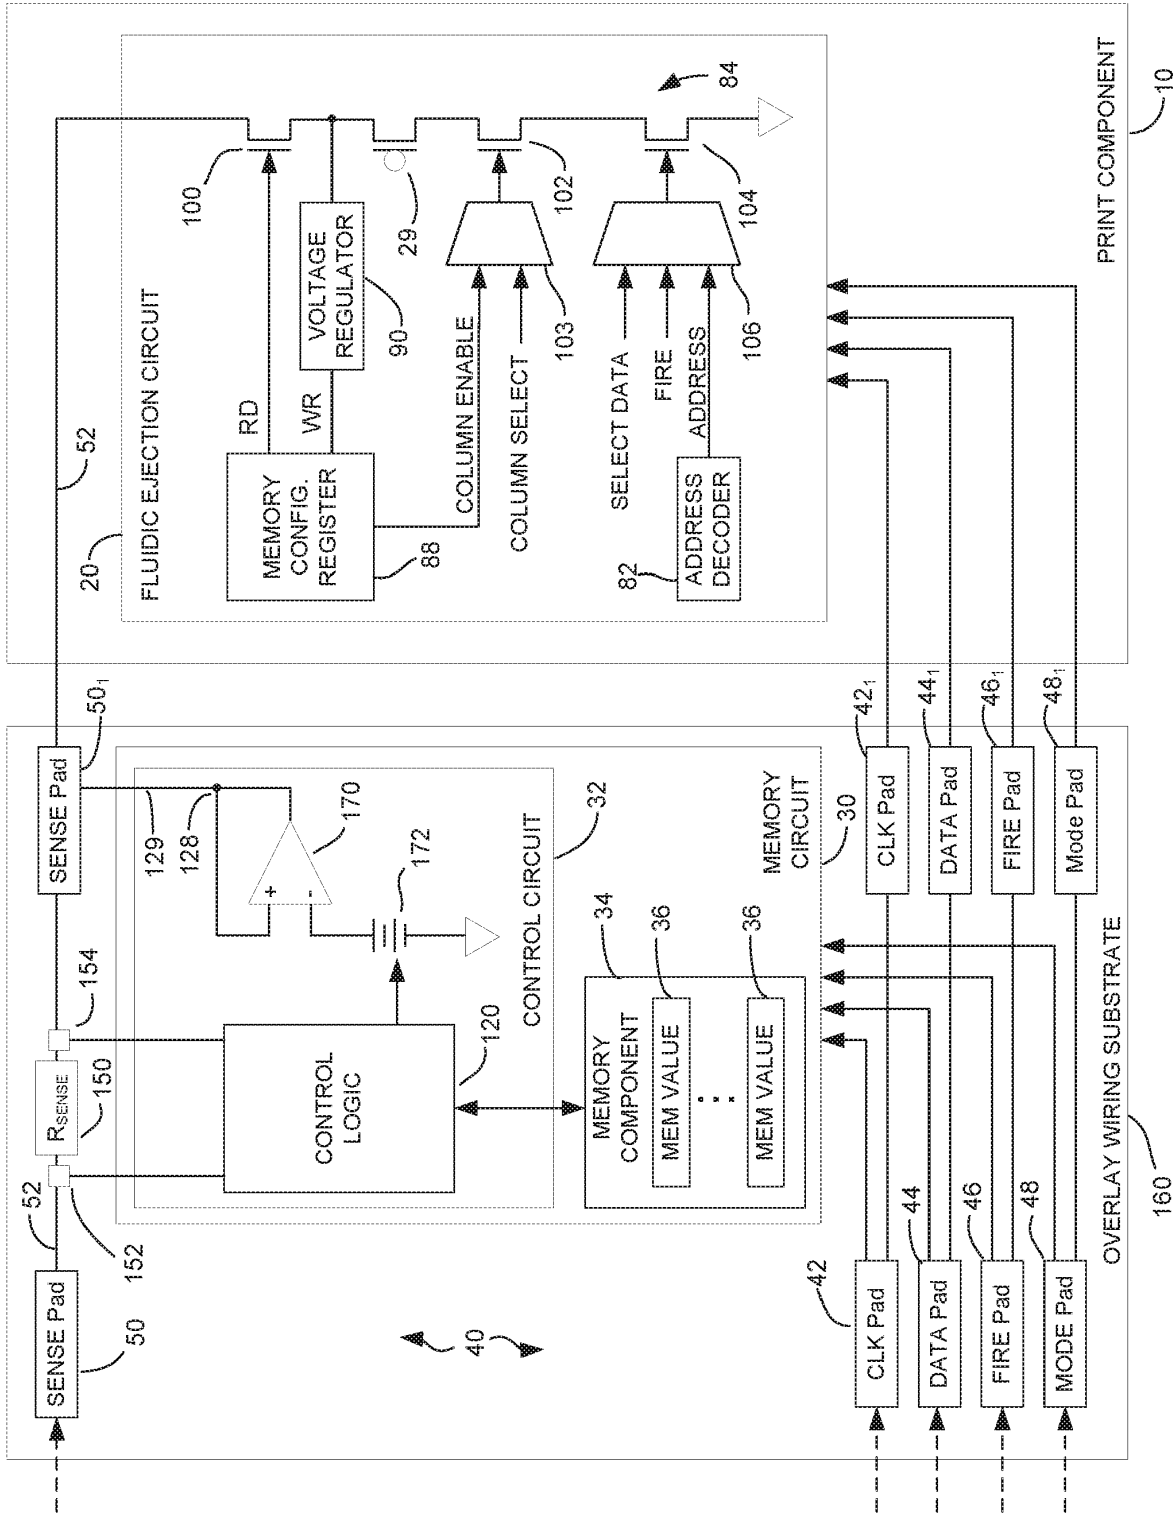 SENSE Pad
50
52
152
RSENSE
150
154
SENSE Pad
501
52
40
CONTROL
LOGIC
120
129
128
170
172
+
-
CONTROL CIRCUIT
32
MEMORY
COMPONENT
34
MEM VALUE
36
MEM VALUE
36
MEMORY
CIRCUIT
30
42
CLK Pad
44
DATA Pad
46
FIRE Pad
48
MODE Pad
CLK Pad
421
DATA Pad
441
FIRE Pad
461
Mode Pad
481
OVERLAY WIRING SUBSTRATE
160
20
FLUIDIC EJECTION CIRCUIT
MEMORY
CONFIG.
REGISTER
88
RD
WR
VOLTAGE
REGULATOR
90
100
29
COLUMN ENABLE
COLUMN SELECT
103
102
SELECT DATA
FIRE
ADDRESS
82
ADDRESS
DECODER
106
104
84
PRINT COMPONENT
10